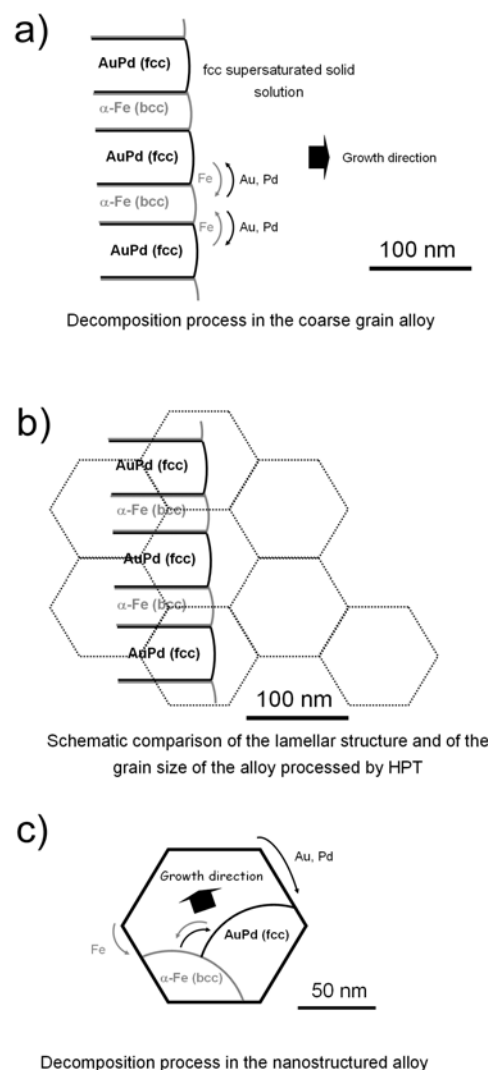 a)
AuPd (fcc)
fcc supersaturated solid
solution
α-Fe (bcc)
AuPd (fcc)
Growth direction
Fe
Au, Pd
α-Fe (bcc)
Fe
Au, Pd
AuPd (fcc)
100 nm
Decomposition process in the coarse grain alloy
b)
AuPd (fcc)
α-Fe (bcc)
AuPd (fcc)
α-Fe (bcc)
AuPd (fcc)
100 nm
Schematic comparison of the lamellar structure and of the
grain size of the alloy processed by HPT
c)
Au, Pd
Growth direction
AuPd (fcc)
Fe
α-Fe (bcc)
50 nm
Decomposition process in the nanostructured alloy